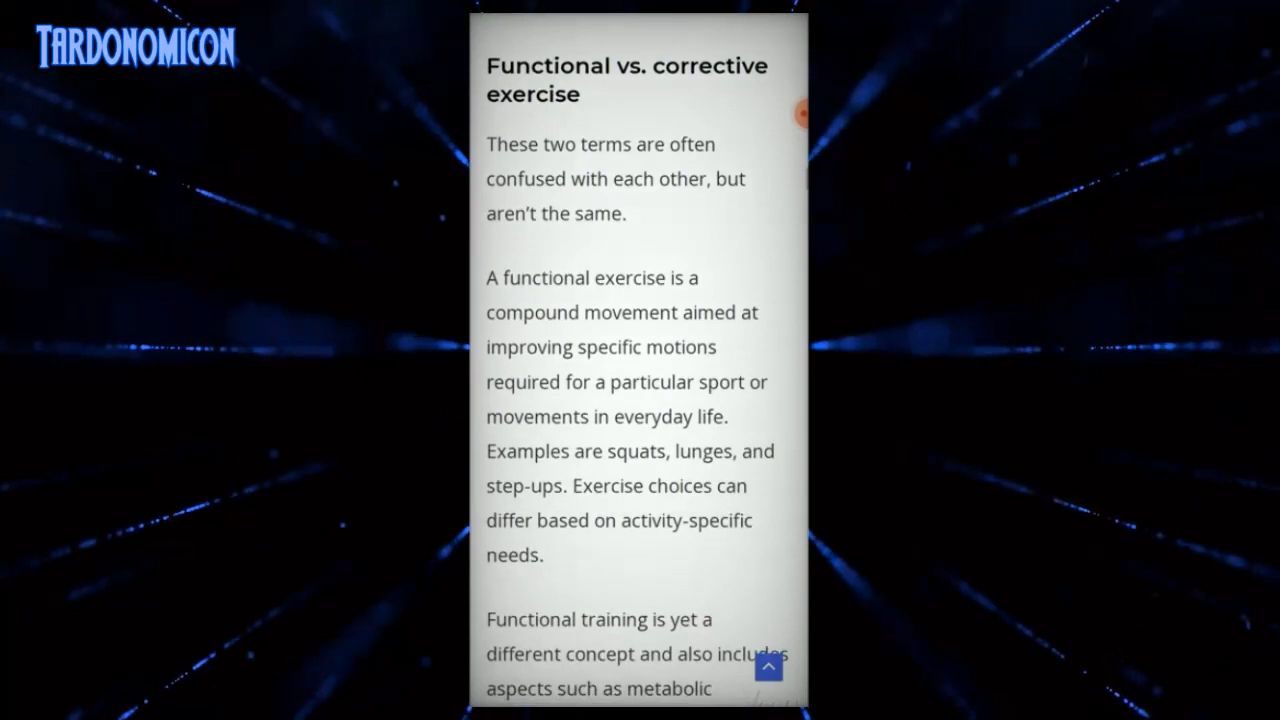 TARDONOMICON
Functional vs. corrective
exercise
These two terms are often
confused with each other, but
aren’t the same.
A functional exercise is a
compound movement aimed at
improving specific motions
required for a particular sport or
movements in everyday life.
Examples are squats, lunges, and
step-ups. Exercise choices can
differ based on activity-specific
needs.
Functional training is yet a
different concept and also includes
aspects such as metabolic